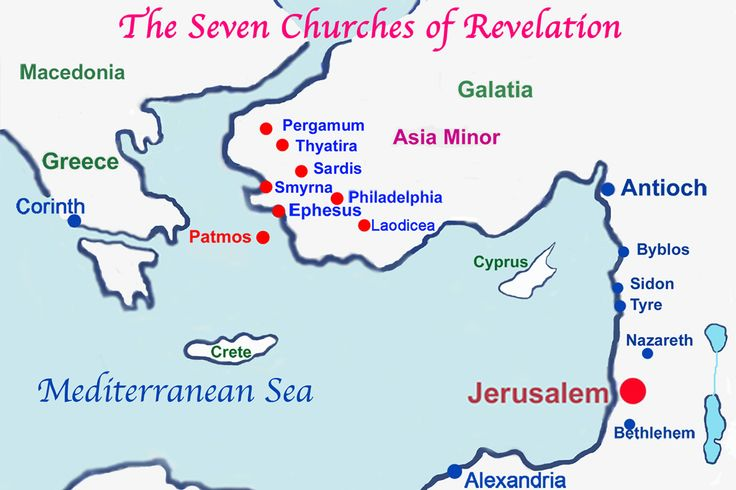 The Seven Churches of Revelation
Macedonia
Galatia
Pergamum
Asia Minor
Thyatira
Greece
Sardis
Smyrna
Antioch
Philadelphia
Corinth
Ephesus
Laodicea
Patmos
Byblos
Cyprus
Sidon
Tyre
Nazareth
Crete
Mediterranean Sea
Jerusalem
Bethlehem
Alexandria